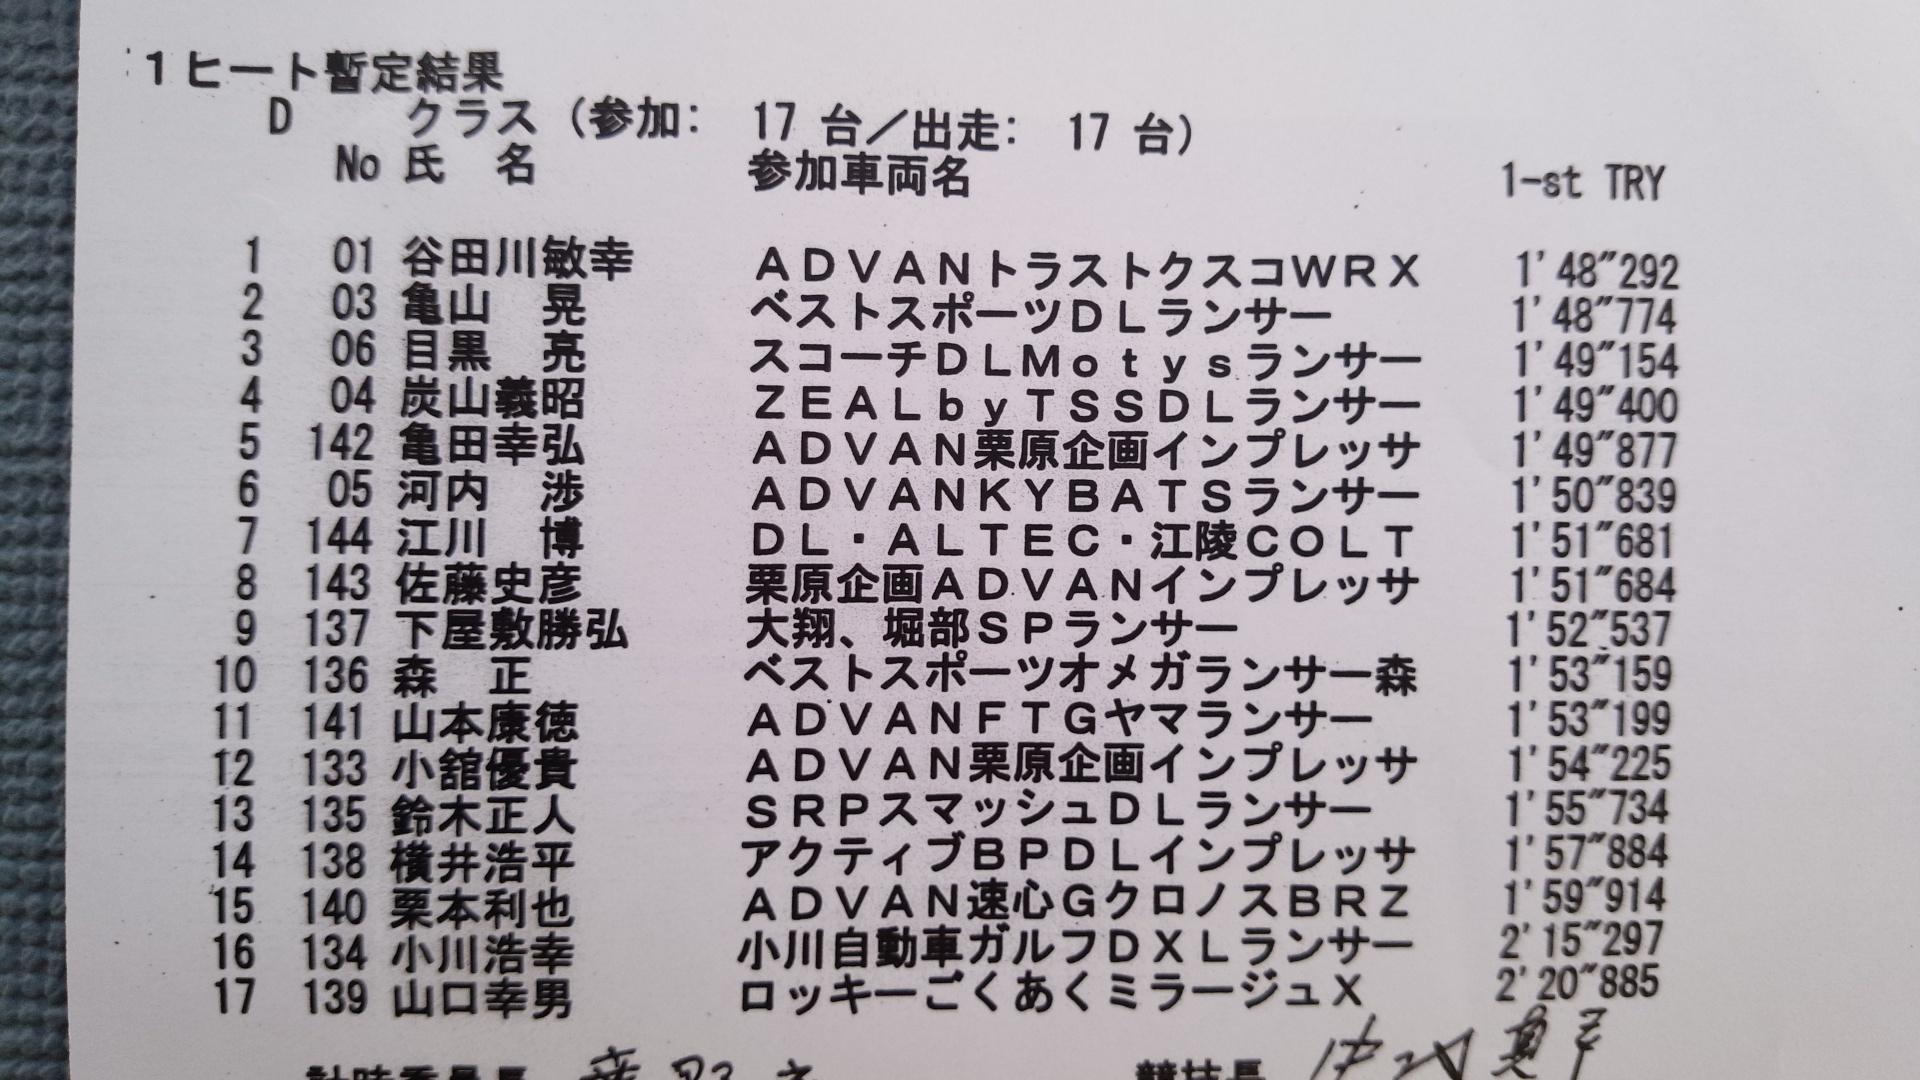 1ヒート暫定結果
D クラス (参加: 17 台／出走: 17 台)
No 氏 名 参加車両名 1-st TRY
1 01 谷田川敏幸 ＡＤＶＡＮトラストクスコＷＲＸ 1'48"292
2 03 亀山 晃 ベストスポーツＤＬランサー 1'48"774
3 06 目黒 亮 スコーチＤＬＭｏｔｙｓランサー 1'49"154
4 04 炭山義昭 ＺＥＡＬｂｙＴＳＳＤＬランサー 1'49"400
5 142 亀田幸弘 ＡＤＶＡＮ栗原企画インプレッサ 1'49"877
6 05 河内 渉 ＡＤＶＡＮＫＹＢＡＴＳランサー 1'50"839
7 144 江川 博 ＤＬ・ＡＬＴＥＣ・江陵ＣＯＬＴ 1'51"681
8 143 佐藤史彦 栗原企画ＡＤＶＡＮインプレッサ 1'51"684
9 137 下屋敷勝弘 大翔、堀部ＳＰランサー 1'52"537
10 136 森 正 ベストスポーツオメガランサー森 1'53"159
11 141 山本康徳 ＡＤＶＡＮＦＴＧヤマランサー 1'53"199
12 133 小舘優貴 ＡＤＶＡＮ栗原企画インプレッサ 1'54"225
13 135 鈴木正人 ＳＲＰスマッシュＤＬランサー 1'55"734
14 138 横井浩平 アクティブＢＰＤＬインプレッサ 1'57"884
15 140 栗本利也 ＡＤＶＡＮ速心ＧクロノスＢＲＺ 1'59"914
16 134 小川浩幸 小川自動車ガルフＤＸＬランサー 2'15"297
17 139 山口幸男 ロッキーごくあくミラージュＸ 2'20"885
計時委員長 競技長